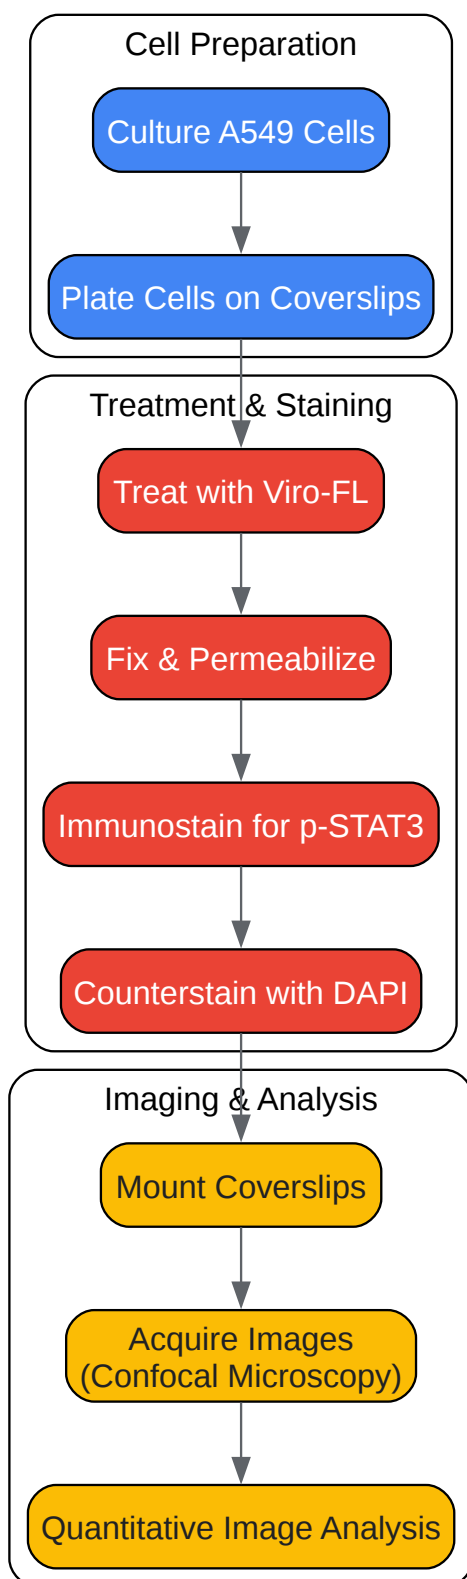 Cell Preparation
Culture A549 Cells
Plate Cells on Coverslips
Treatment & Staining
Treat with Viro-FL
Fix & Permeabilize
Immunostain for p-STAT3
Counterstain with DAPI
Imaging & Analysis
Mount Coverslips
Acquire Images
(Confocal Microscopy)
Quantitative Image Analysis